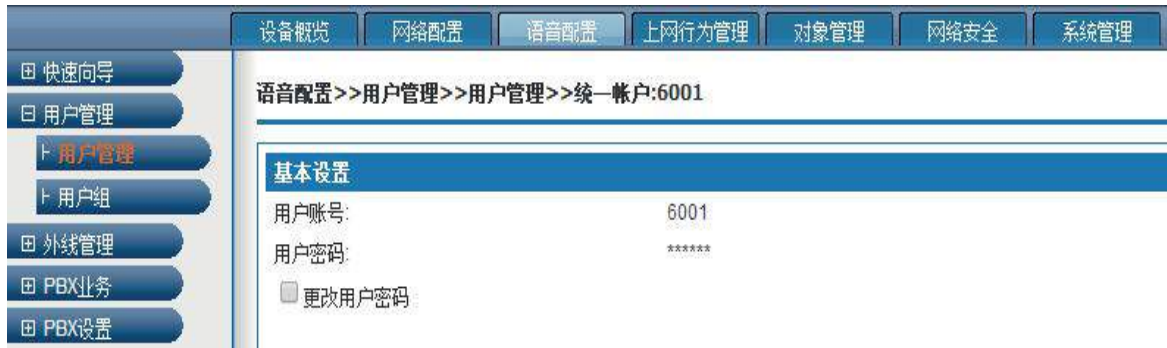 设备概览 网络配置 语音配置 上网行为管理 对象管理 网络安全 系统管理
快速向导
用户管理
用户管理
用户组
外线管理
PBX业务
PBX设置
语音配置>>用户管理>>用户管理>>统一帐户:6001
基本设置
用户账号: 6001
用户密码: ******
更改用户密码